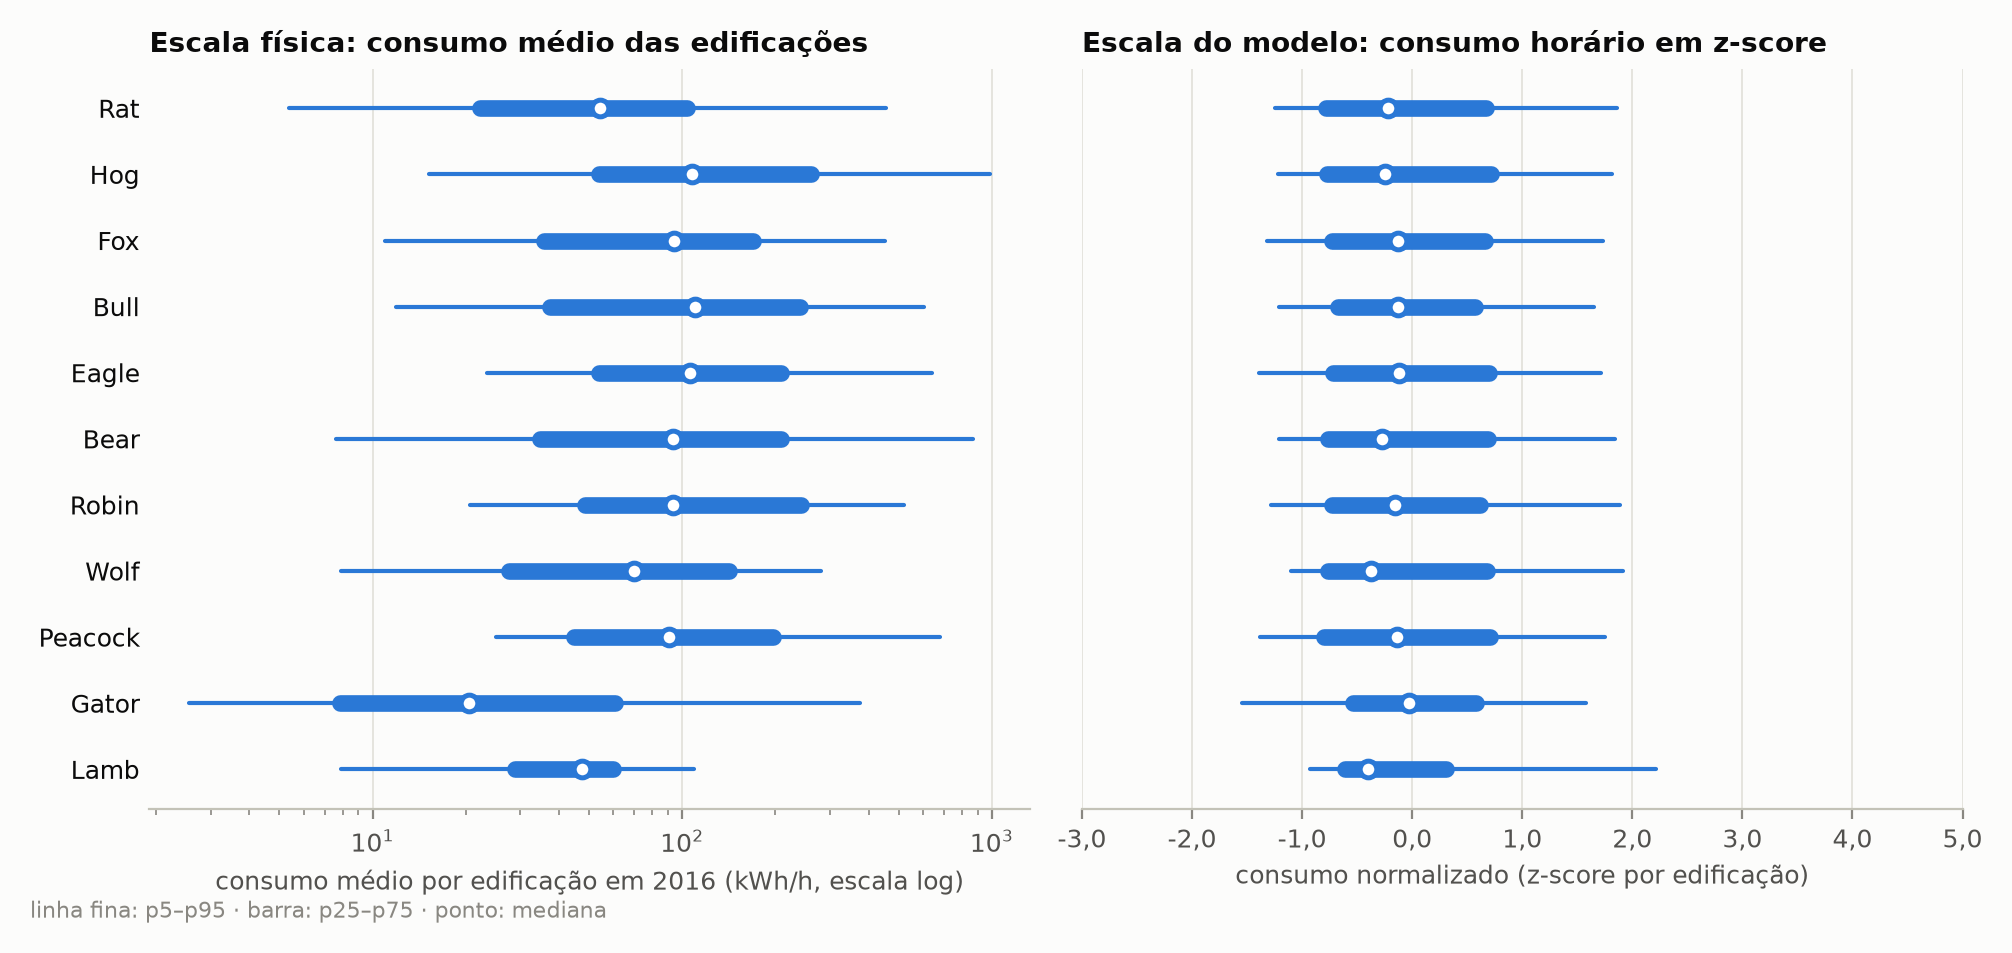 Escala física: consumo médio das edificações
Escala do modelo: consumo horário em z-score
Rat
Hog
Fox
Bull
Eagle
Bear
Robin
Wolf
Peacock
Gator
Lamb
10¹ 10² 10³
-3,0 -2,0 -1,0 0,0 1,0 2,0 3,0 4,0 5,0
consumo médio por edificação em 2016 (kWh/h, escala log)
consumo normalizado (z-score por edificação)
linha fina: p5–p95 · barra: p25–p75 · ponto: mediana